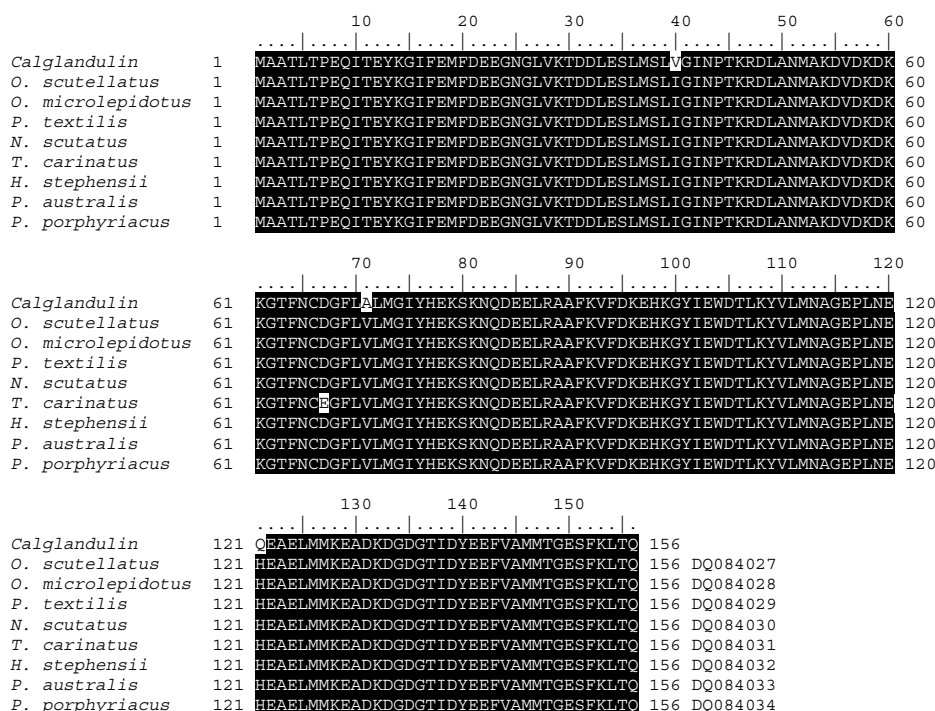 10 20 30 40 50 60
....|....|....|....|....|....|....|....|....|....|....|....|
Calglandulin 1 MAATLTPEQITEYKGIFEMFDEEGNGLVKTDDLESLMSLVGINPTKRDLANMAKDVDKDK 60
O. scutellatus 1 MAATLTPEQITEYKGIFEMFDEEGNGLVKTDDLESLMSLIGINPTKRDLANMAKDVDKDK 60
O. microlepidotus 1 MAATLTPEQITEYKGIFEMFDEEGNGLVKTDDLESLMSLIGINPTKRDLANMAKDVDKDK 60
P. textilis 1 MAATLTPEQITEYKGIFEMFDEEGNGLVKTDDLESLMSLIGINPTKRDLANMAKDVDKDK 60
N. scutatus 1 MAATLTPEQITEYKGIFEMFDEEGNGLVKTDDLESLMSLIGINPTKRDLANMAKDVDKDK 60
T. carinatus 1 MAATLTPEQITEYKGIFEMFDEEGNGLVKTDDLESLMSLIGINPTKRDLANMAKDVDKDK 60
H. stephensii 1 MAATLTPEQITEYKGIFEMFDEEGNGLVKTDDLESLMSLIGINPTKRDLANMAKDVDKDK 60
P. australis 1 MAATLTPEQITEYKGIFEMFDEEGNGLVKTDDLESLMSLIGINPTKRDLANMAKDVDKDK 60
P. porphyriacus 1 MAATLTPEQITEYKGIFEMFDEEGNGLVKTDDLESLMSLIGINPTKRDLANMAKDVDKDK 60
70 80 90 100 110 120
....|....|....|....|....|....|....|....|....|....|....|....|
Calglandulin 61 KGTFNCDGFLALMGIYHEKSKNQDEELRAAFKVFDKEHKGYIEWDTLKYVLMNAGEPLNE 120
O. scutellatus 61 KGTFNCDGFLVLMGIYHEKSKNQDEELRAAFKVFDKEHKGYIEWDTLKYVLMNAGEPLNE 120
O. microlepidotus 61 KGTFNCDGFLVLMGIYHEKSKNQDEELRAAFKVFDKEHKGYIEWDTLKYVLMNAGEPLNE 120
P. textilis 61 KGTFNCDGFLVLMGIYHEKSKNQDEELRAAFKVFDKEHKGYIEWDTLKYVLMNAGEPLNE 120
N. scutatus 61 KGTFNCDGFLVLMGIYHEKSKNQDEELRAAFKVFDKEHKGYIEWDTLKYVLMNAGEPLNE 120
T. carinatus 61 KGTFNCEGFLVLMGIYHEKSKNQDEELRAAFKVFDKEHKGYIEWDTLKYVLMNAGEPLNE 120
H. stephensii 61 KGTFNCDGFLVLMGIYHEKSKNQDEELRAAFKVFDKEHKGYIEWDTLKYVLMNAGEPLNE 120
P. australis 61 KGTFNCDGFLVLMGIYHEKSKNQDEELRAAFKVFDKEHKGYIEWDTLKYVLMNAGEPLNE 120
P. porphyriacus 61 KGTFNCDGFLVLMGIYHEKSKNQDEELRAAFKVFDKEHKGYIEWDTLKYVLMNAGEPLNE 120
130 140 150
....|....|....|....|....|....|....|.
Calglandulin 121 QEAELMMKEADKDGDGTIDYEEFVAMMTGESFKLTQ 156
O. scutellatus 121 HEAELMMKEADKDGDGTIDYEEFVAMMTGESFKLTQ 156 DQ084027
O. microlepidotus 121 HEAELMMKEADKDGDGTIDYEEFVAMMTGESFKLTQ 156 DQ084028
P. textilis 121 HEAELMMKEADKDGDGTIDYEEFVAMMTGESFKLTQ 156 DQ084029
N. scutatus 121 HEAELMMKEADKDGDGTIDYEEFVAMMTGESFKLTQ 156 DQ084030
T. carinatus 121 HEAELMMKEADKDGDGTIDYEEFVAMMTGESFKLTQ 156 DQ084031
H. stephensii 121 HEAELMMKEADKDGDGTIDYEEFVAMMTGESFKLTQ 156 DQ084032
P. australis 121 HEAELMMKEADKDGDGTIDYEEFVAMMTGESFKLTQ 156 DQ084033
P. porphyriacus 121 HEAELMMKEADKDGDGTIDYEEFVAMMTGESFKLTQ 156 DQ084034